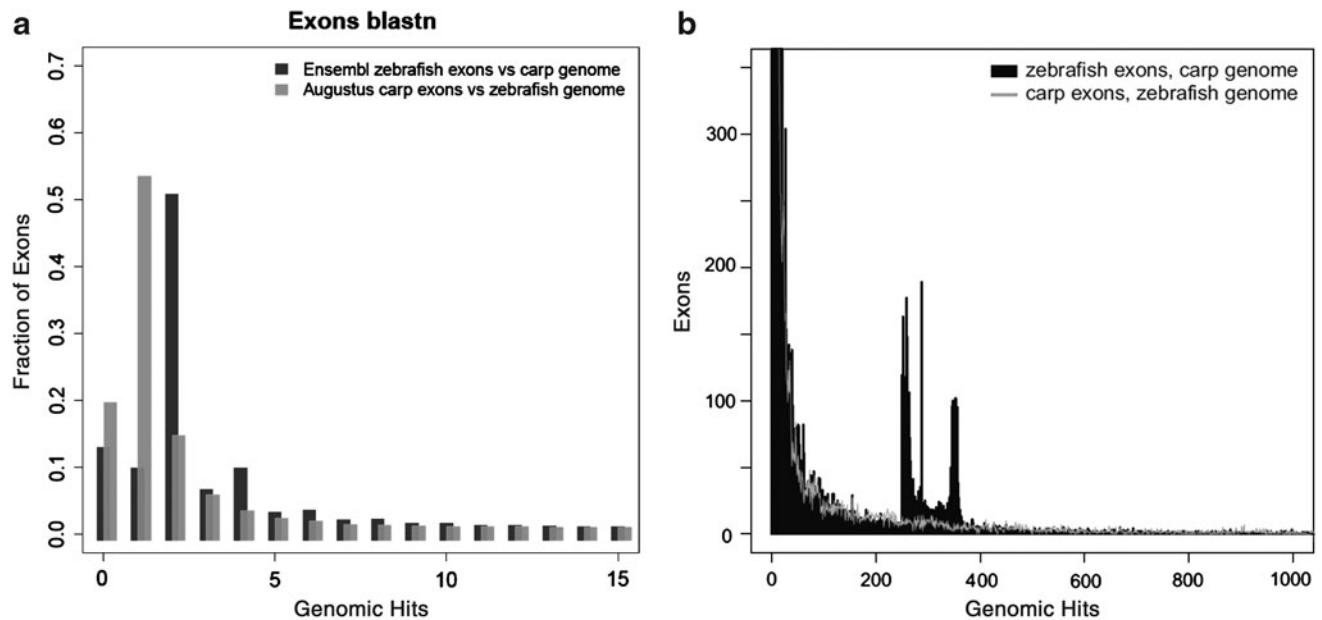 a
Exons blastn
Ensembl zebrafish exons vs carp genome
Augustus carp exons vs zebrafish genome
Fraction of Exons
0.7
0.6
0.5
0.4
0.3
0.2
0.1
0.0
0 5 10 15
Genomic Hits
b
zebrafish exons, carp genome
carp exons, zebrafish genome
Exons
300
200
100
0
0 200 400 600 800 1000
Genomic Hits